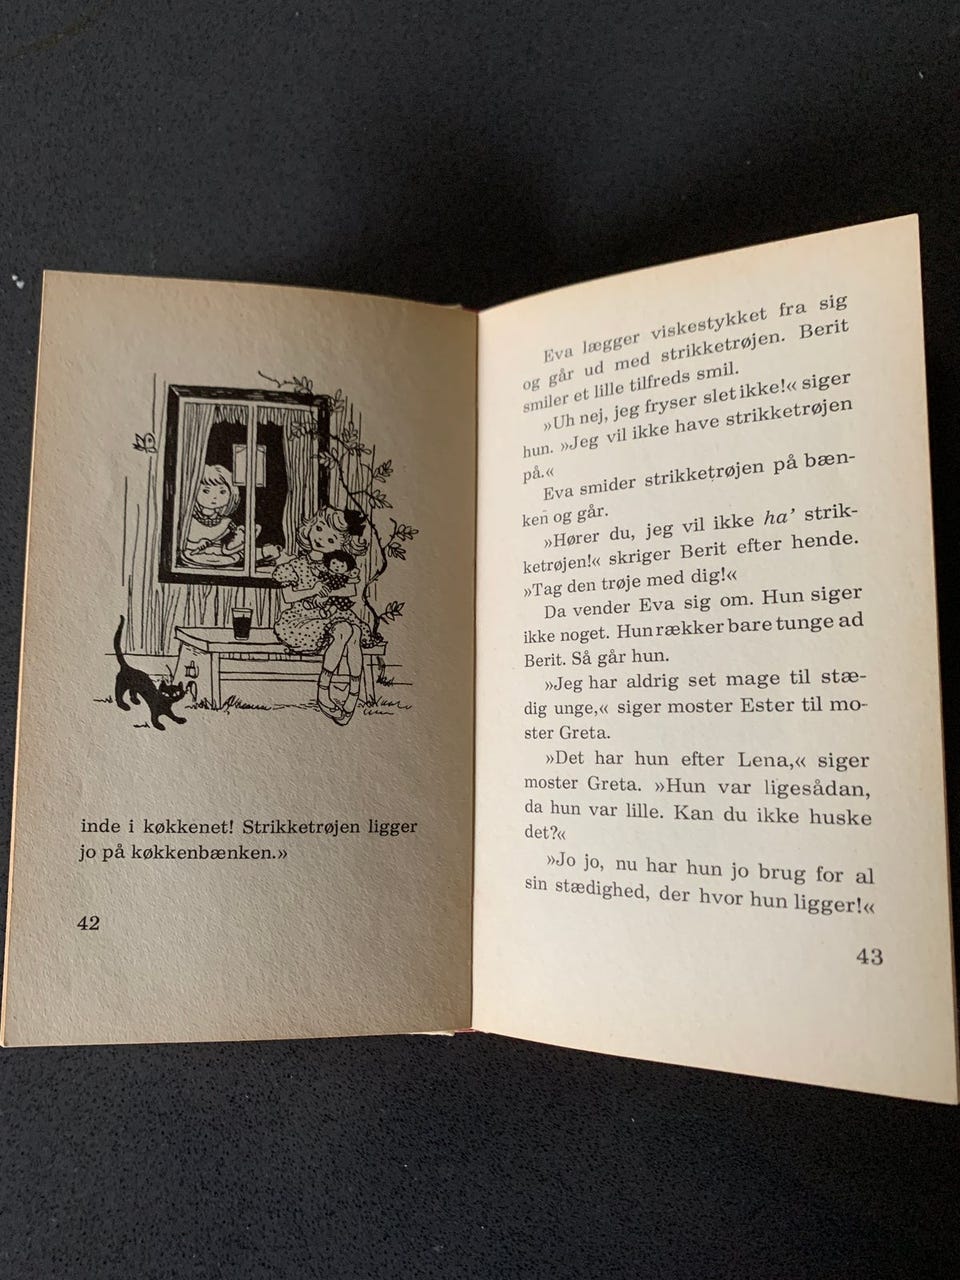 inde i køkkenet! Strikketrøjen ligger
jo på køkkenbænken.»
42
Eva lægger viskestykket fra sig
og går ud med strikketrøjen. Berit
smiler et lille tilfreds smil.
»Uh nej, jeg fryser slet ikke!« siger
hun. »Jeg vil ikke have strikketrøjen
på.«
Eva smider strikketrøjen på bæn-
ken og går.
»Hører du, jeg vil ikke ha’ strik-
ketrøjen!« skriger Berit efter hende.
»Tag den trøje med dig!«
Da vender Eva sig om. Hun siger
ikke noget. Hun rækker bare tunge ad
Berit. Så går hun.
»Jeg har aldrig set mage til stæ-
dig unge,« siger moster Ester til mo-
ster Greta.
»Det har hun efter Lena,« siger
moster Greta. »Hun var ligesådan,
da hun var lille. Kan du ikke huske
det?«
»Jo jo, nu har hun jo brug for al
sin stædighed, der hvor hun ligger!«
43